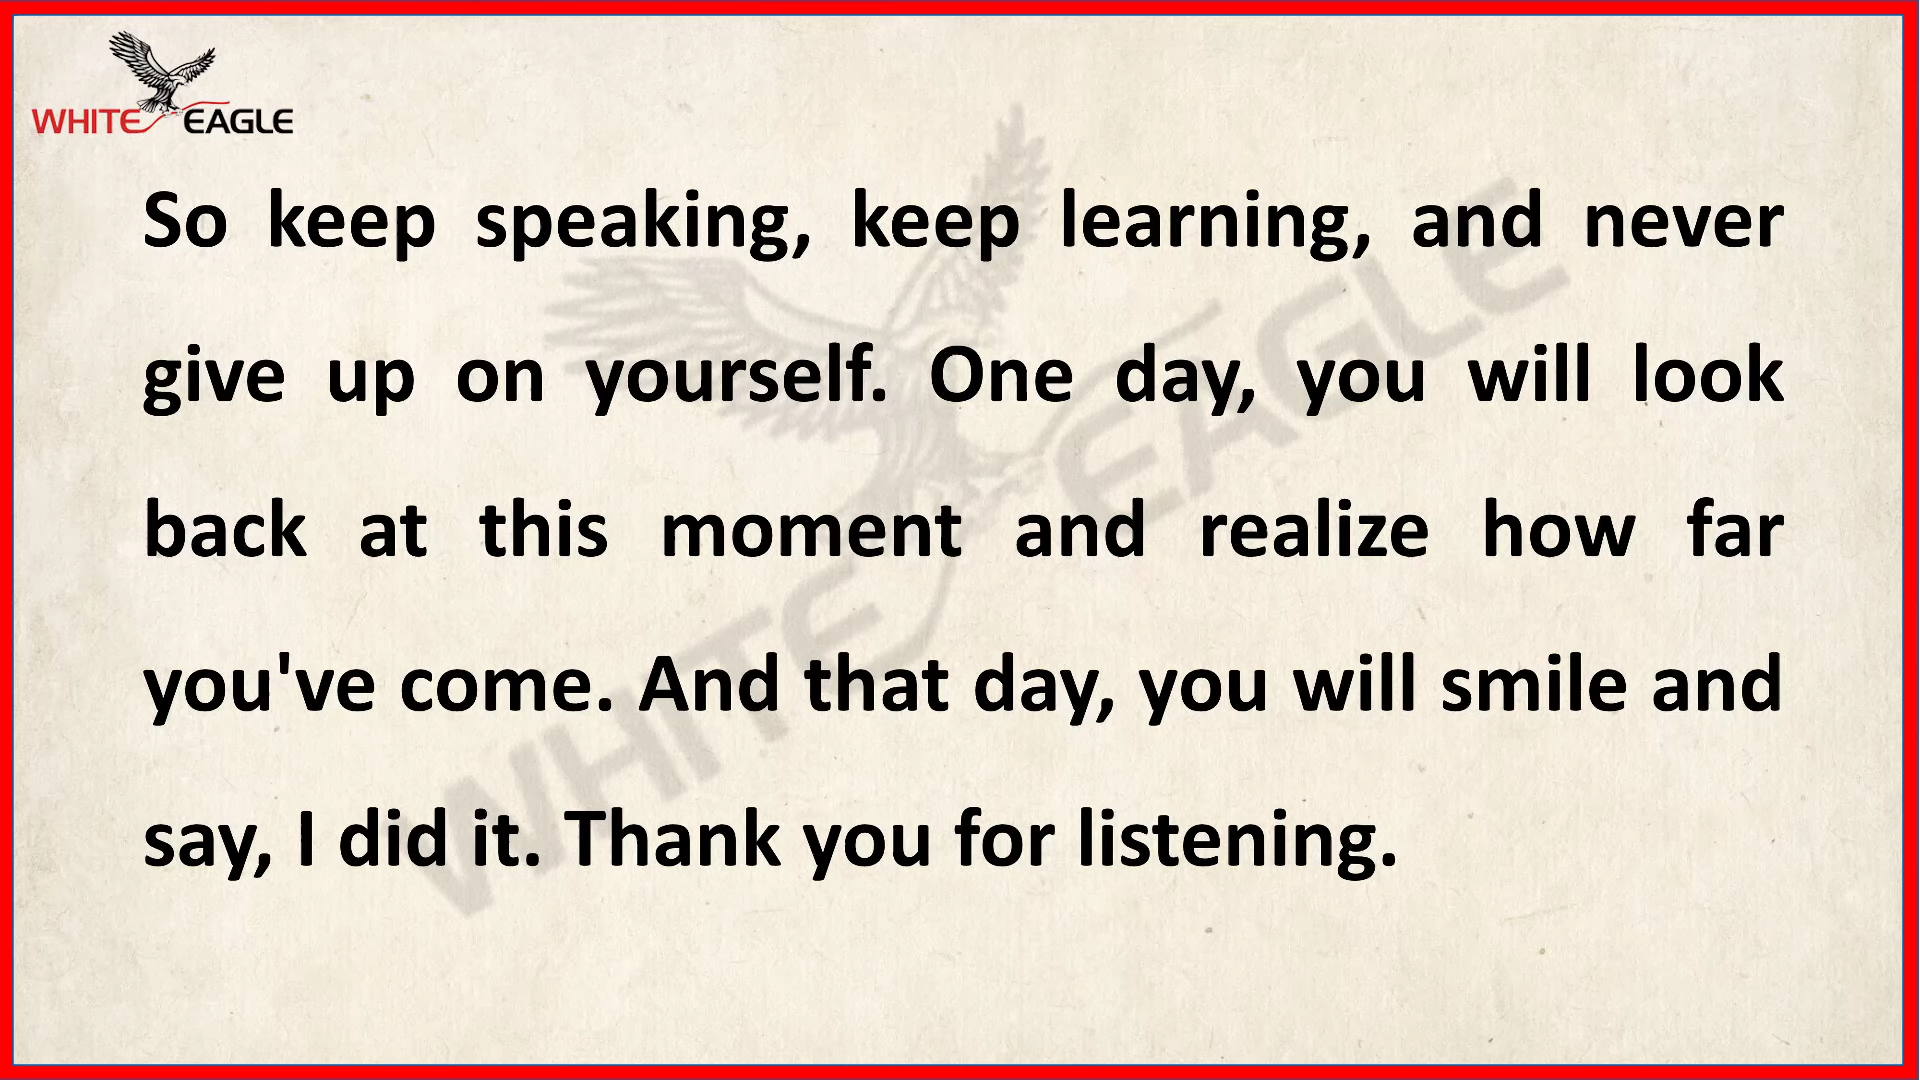 WHITE EAGLE
So keep speaking, keep learning, and never
give up on yourself. One day, you will look
back at this moment and realize how far
you've come. And that day, you will smile and
say, I did it. Thank you for listening.
WHITE EAGLE